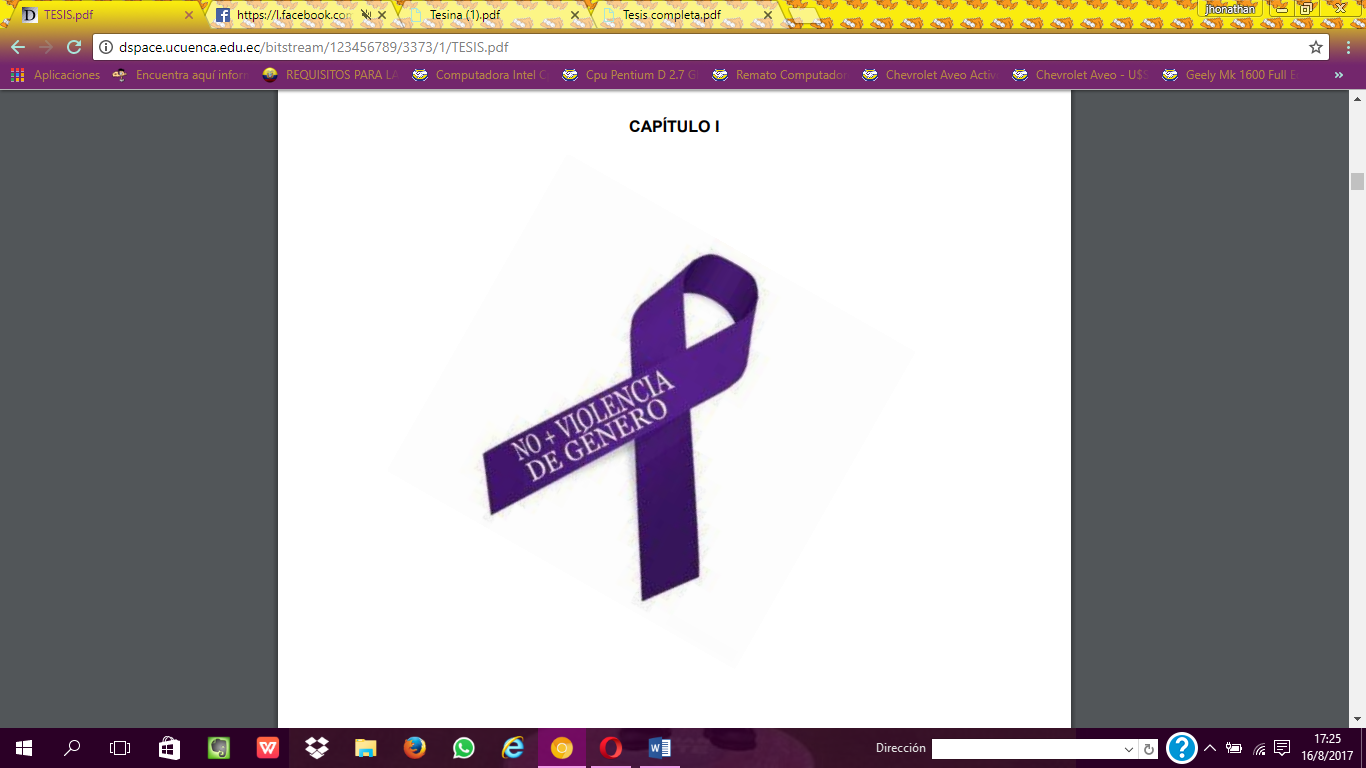 TESIS.pdf
https://l.facebook.com
Tesina (1).pdf
Tesis completa.pdf
jhonathan
dspace.ucuenca.edu.ec/bitstream/123456789/3373/1/TESIS.pdf
Aplicaciones
Encuentra aquí inform
REQUISITOS PARA LA
Computadora Intel C
Cpu Pentium D 2.7 G
Remato Computador
Chevrolet Aveo Activ
Chevrolet Aveo - U$S
Geely Mk 1600 Full E
CAPÍTULO I
NO + VIOLENCIA
DE GÉNERO
Dirección
17:25
16/8/2017